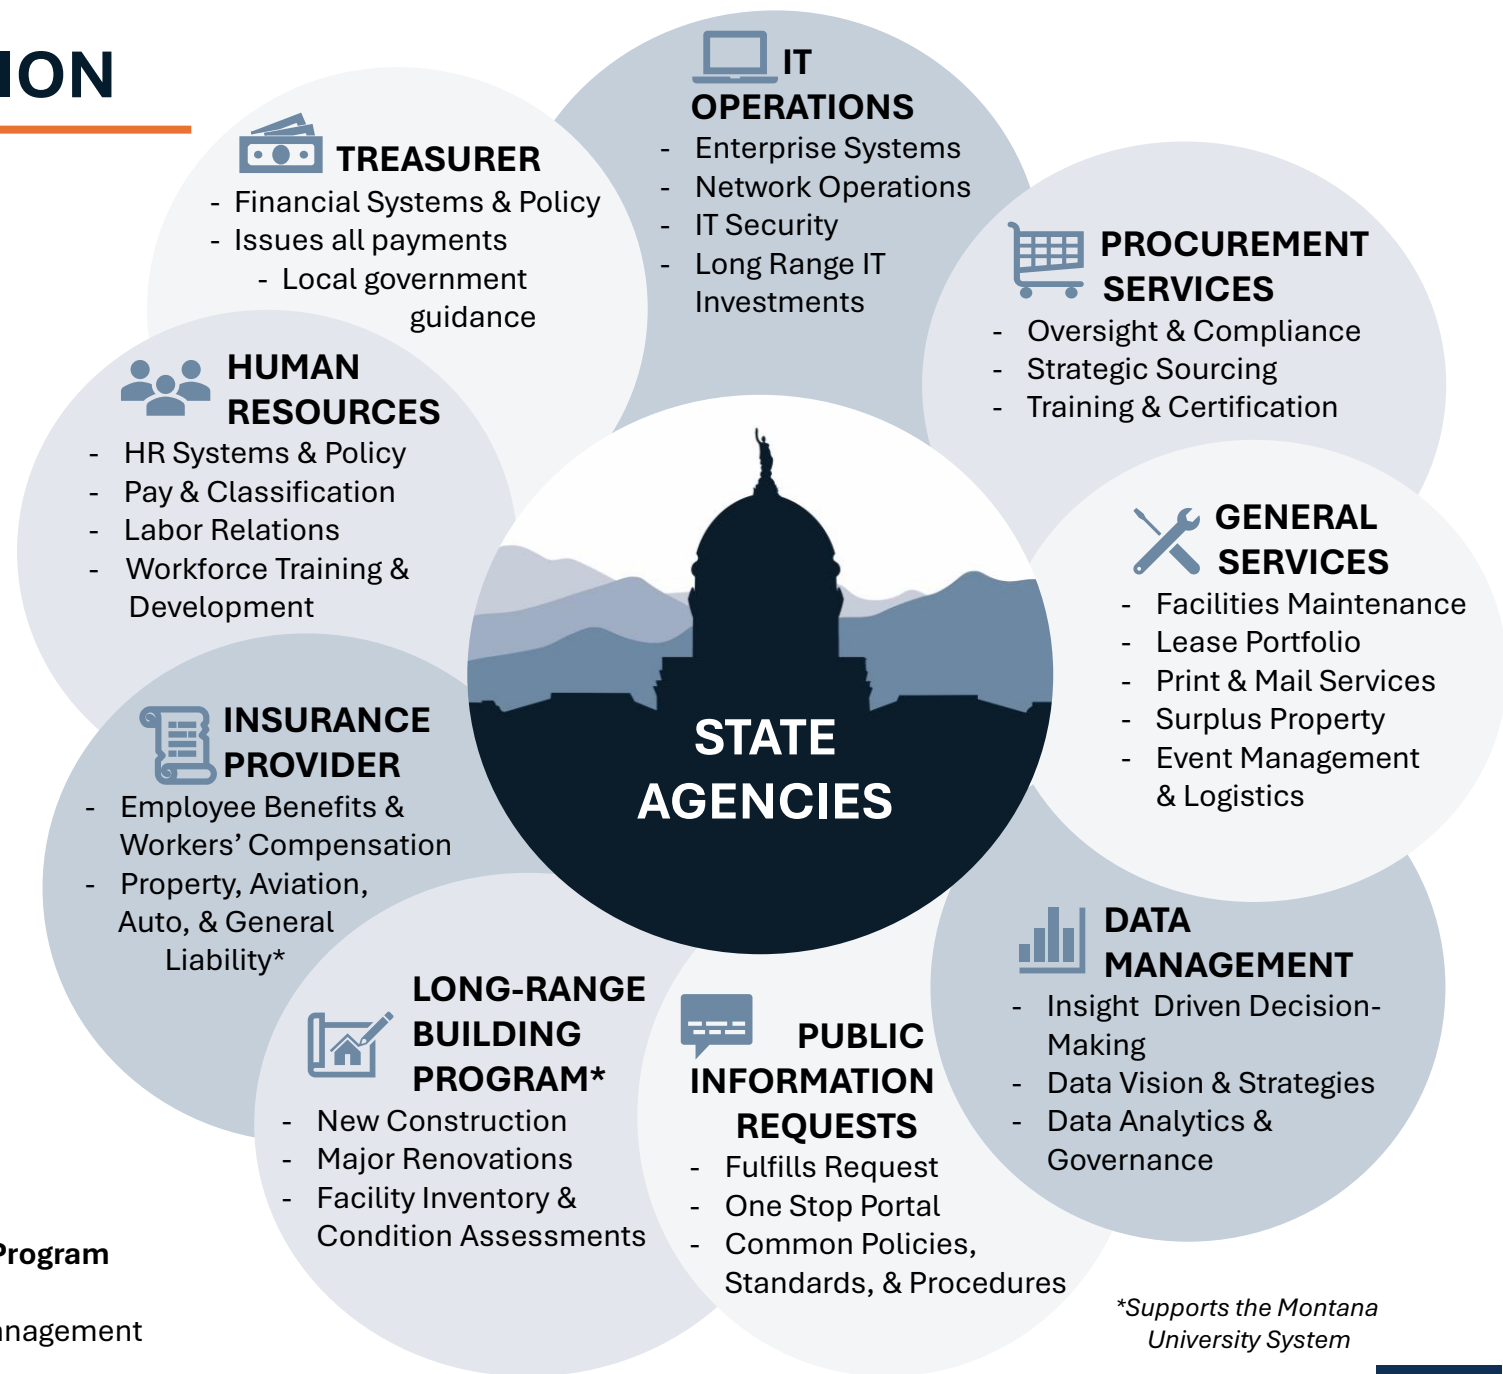 IT
OPERATIONS
- Enterprise Systems
- Network Operations
- IT Security
- Long Range IT
Investments
TREASURER
- Financial Systems & Policy
- Issues all payments
- Local government
guidance
PROCUREMENT
SERVICES
- Oversight & Compliance
- Strategic Sourcing
- Training & Certification
HUMAN
RESOURCES
- HR Systems & Policy
- Pay & Classification
- Labor Relations
- Workforce Training &
Development
GENERAL
SERVICES
- Facilities Maintenance
- Lease Portfolio
- Print & Mail Services
- Surplus Property
- Event Management
& Logistics
STATE
AGENCIES
INSURANCE
PROVIDER
- Employee Benefits &
Workers’ Compensation
- Property, Aviation,
Auto, & General
Liability*
DATA
MANAGEMENT
- Insight  Driven Decision-
Making
- Data Vision & Strategies
- Data Analytics &
Governance
LONG-RANGE
BUILDING
PROGRAM*
- New Construction
- Major Renovations
- Facility Inventory &
Condition Assessments
PUBLIC
INFORMATION
REQUESTS
- Fulfills Request
- One Stop Portal
- Common Policies,
Standards, & Procedures
Program
*Supports the Montana
University System